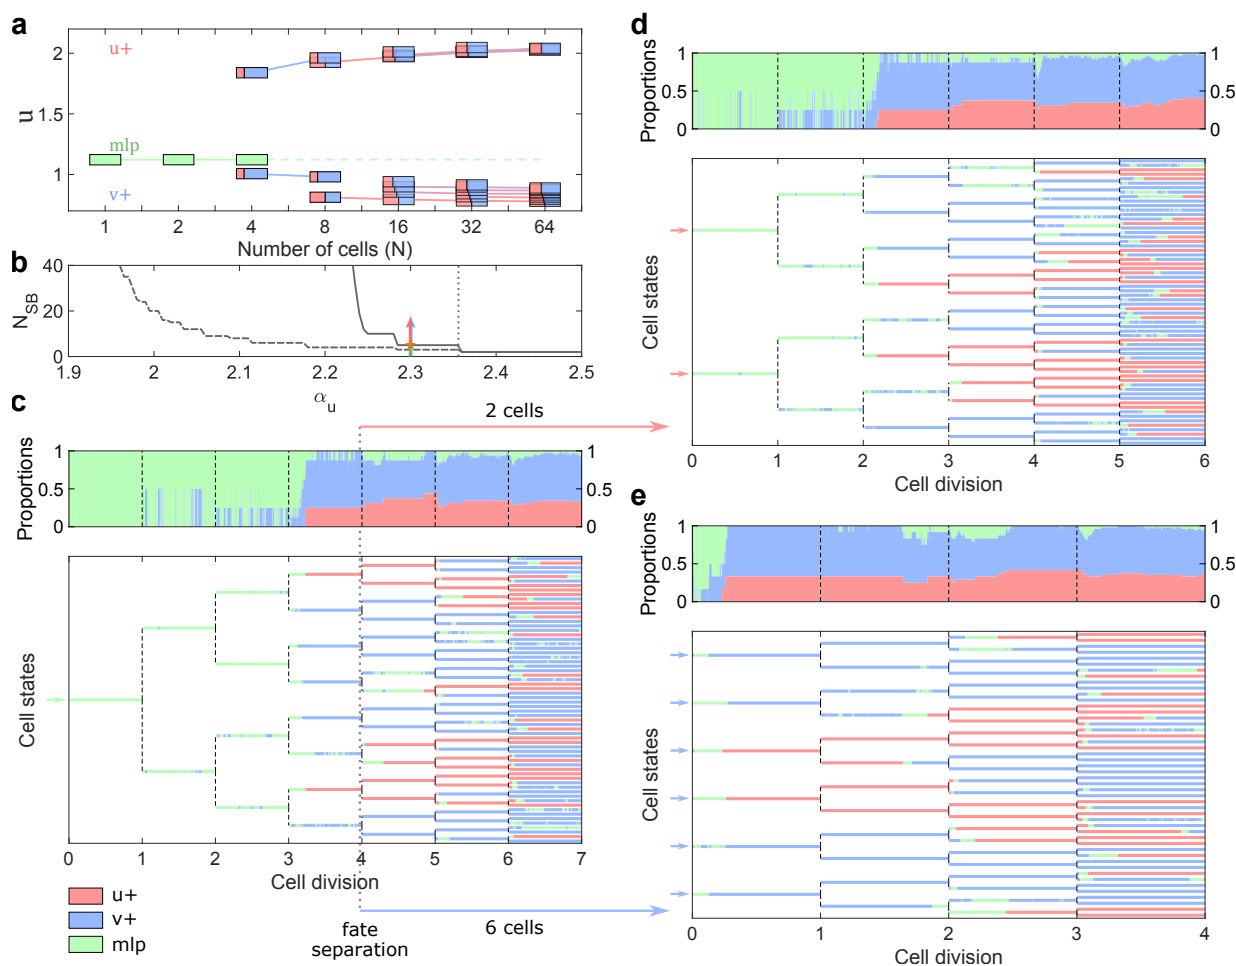 a
u
2
1.5
1
u+
mlp
v+
1
2
4
8
16
32
64
Number of cells (N)
b
N_SB
40
20
0
1.9
2
2.1
2.2
2.3
2.4
2.5
α_u
c
2 cells
Proportions
1
0.5
0
1
0.5
0
Cell states
0
1
2
3
4
5
6
7
Cell division
u+
v+
mlp
fate
separation
6 cells
d
Proportions
1
0.5
0
1
0.5
0
Cell states
0
1
2
3
4
5
6
Cell division
e
Proportions
1
0.5
0
1
0.5
0
Cell states
0
1
2
3
4
Cell division